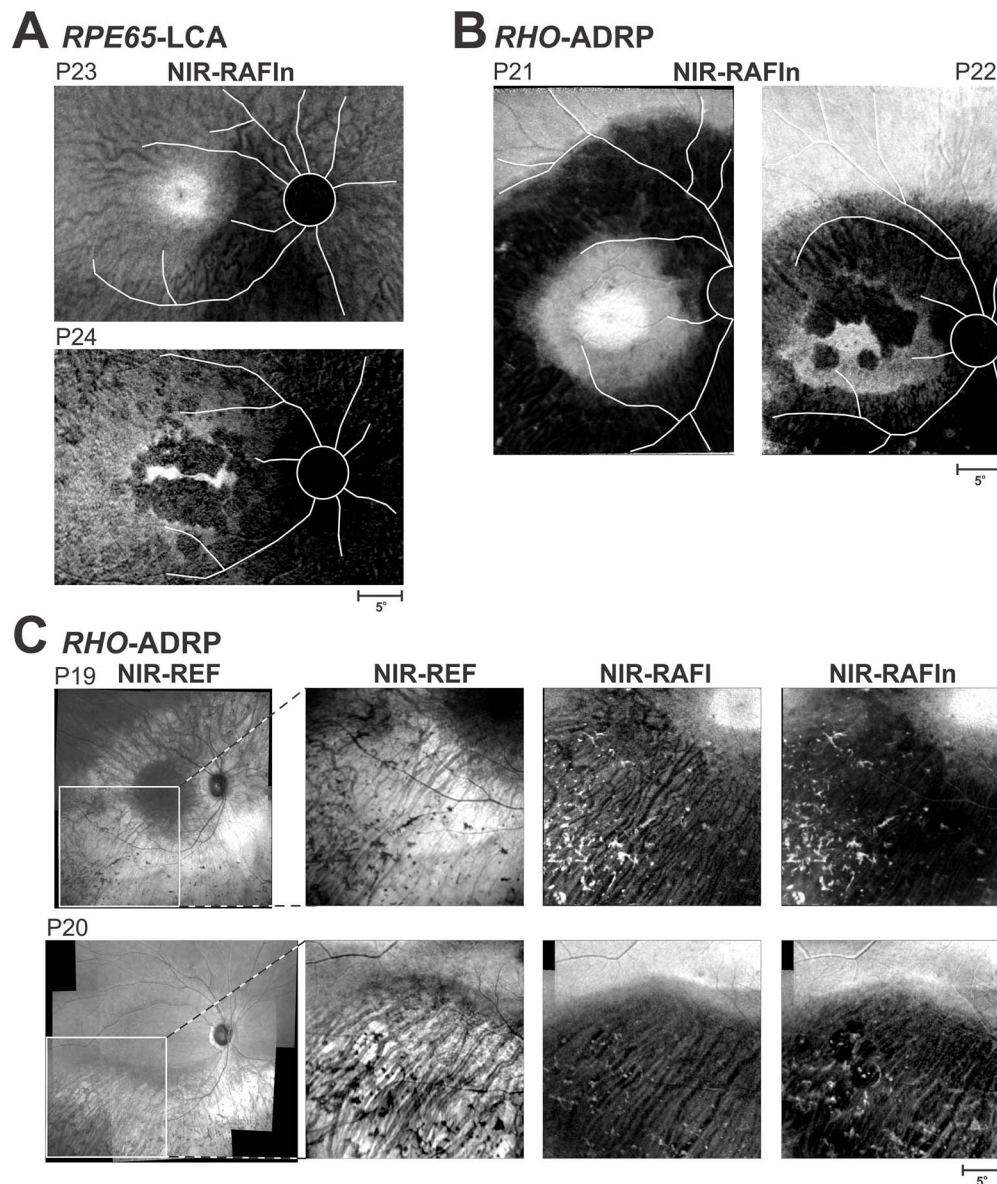 A RPE65-LCA
P23 NIR-RAFIn
P24
5°
B RHO-ADRP
P21 NIR-RAFIn P22
5°
C RHO-ADRP
P19 NIR-REF NIR-REF NIR-RAFI NIR-RAFIn
P20
5°